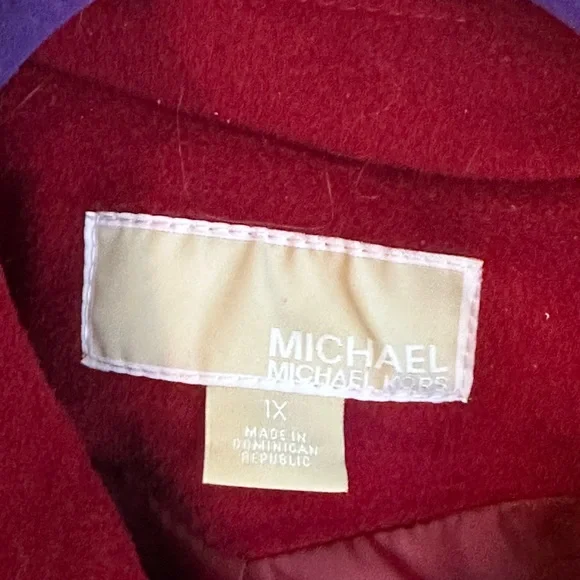 MICHAEL
MICHAEL KORS
1X
MADE IN
DOMINICAN
REPUBLIC